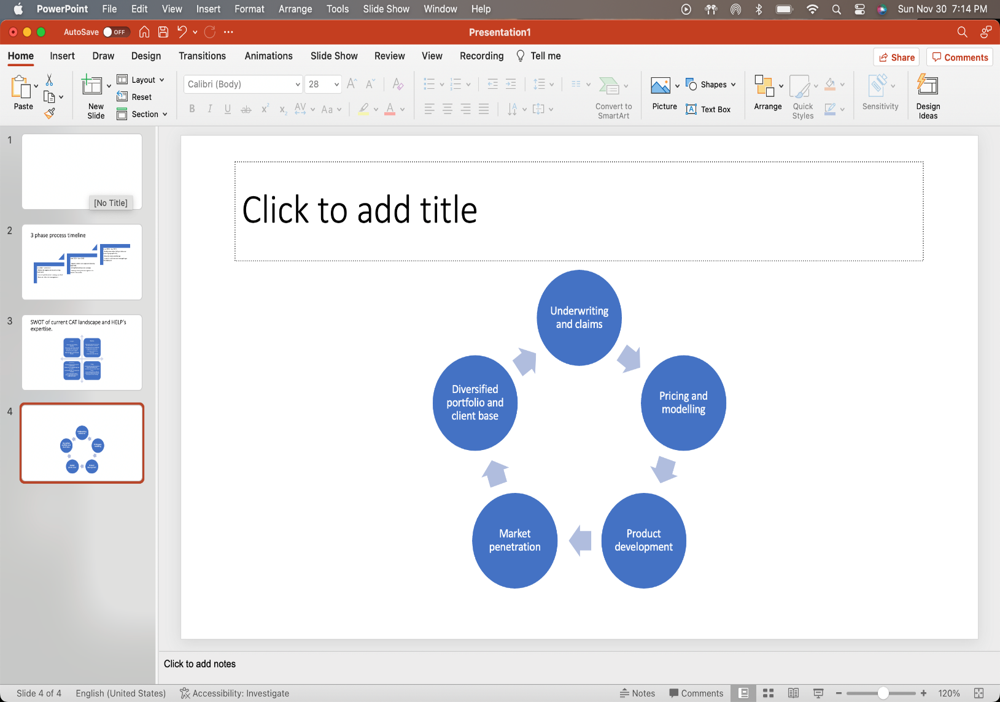 PowerPoint File Edit View Insert Format Arrange Tools Slide Show Window Help Sun Nov 30 7:14 PM
AutoSave OFF Presentation1
Home Insert Draw Design Transitions Animations Slide Show Review View Recording Tell me Share Comments
Paste
New
Slide
Layout
Reset
Section
Calibri (Body) 28
B I U ab x² x₂ AV Aa A
Convert to
SmartArt
Picture
Shapes
Text Box
Arrange
Quick
Styles
Sensitivity
Design
Ideas
1
[No Title]
2
3 phase process timeline
3
SWOT of current CAT landscape and HELP's
expertise.
4
Click to add title
Underwriting
and claims
Pricing and
modelling
Product
development
Market
penetration
Diversified
portfolio and
client base
Click to add notes
Slide 4 of 4 English (United States) Accessibility: Investigate Notes Comments 120%